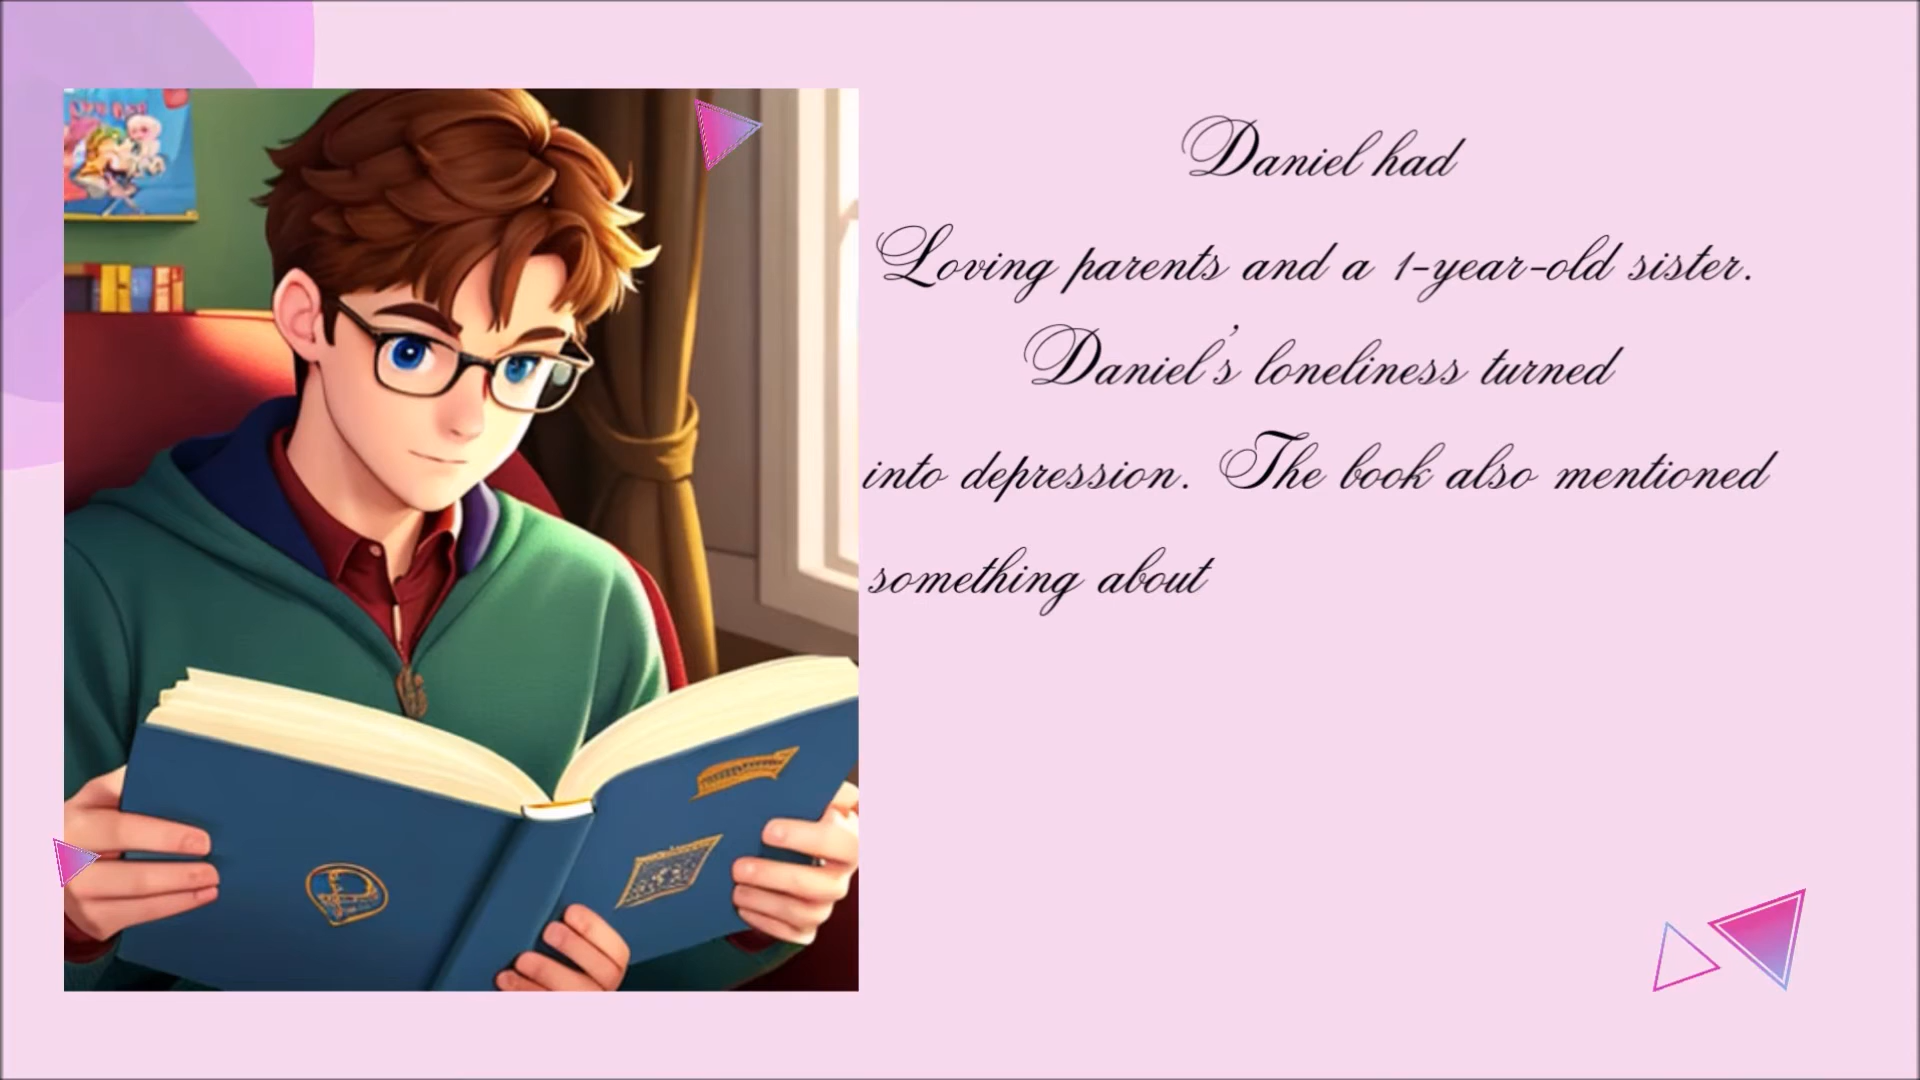 Daniel had
Loving parents and a 1-year-old sister.
Daniel's loneliness turned
into depression. The book also mentioned
something about